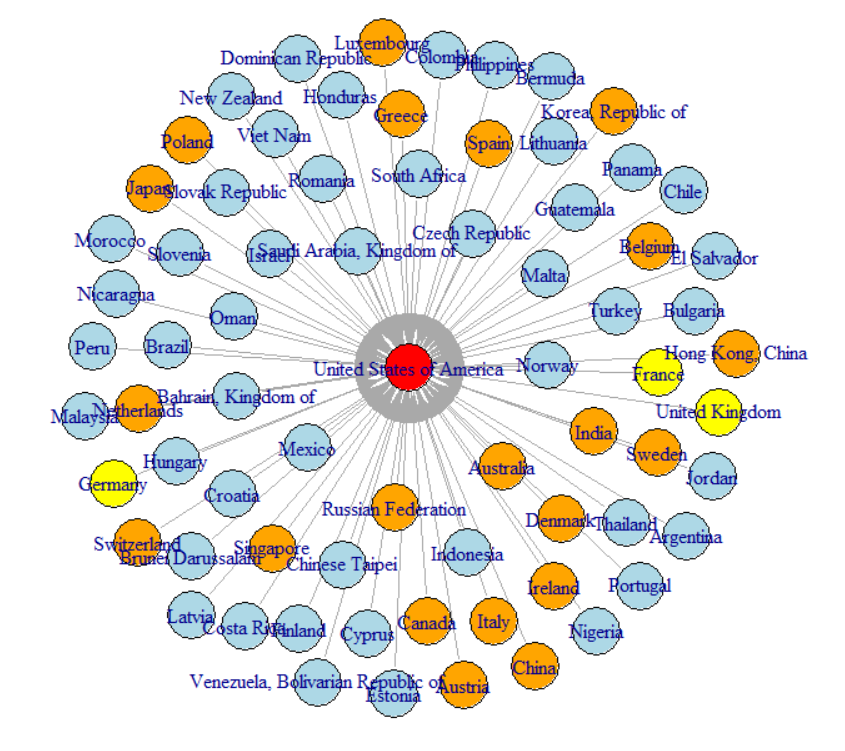 Luxembourg
Dominican Republic
Colombia
Philippines
Bermuda
New Zealand
Honduras
Greece
Korea, Republic of
Poland
Viet Nam
Spain
Lithuania
Japan
Slovak Republic
Romania
South Africa
Panama
Chile
Guatemala
Morocco
Slovenia
Israel
Saudi Arabia, Kingdom of
Czech Republic
Belgium
El Salvador
Malta
Nicaragua
Oman
Turkey
Bulgaria
Peru
Brazil
United States of America
Norway
France
Hong Kong, China
Malaysia
Netherlands
Bahrain, Kingdom of
United Kingdom
India
Germany
Hungary
Mexico
Australia
Sweden
Jordan
Croatia
Russian Federation
Denmark
Thailand
Argentina
Switzerland
Brunei Darussalam
Singapore
Chinese Taipei
Indonesia
Ireland
Portugal
Latvia
Costa Rica
Finland
Cyprus
Canada
Italy
Nigeria
China
Venezuela, Bolivarian Republic of
Estonia
Austria